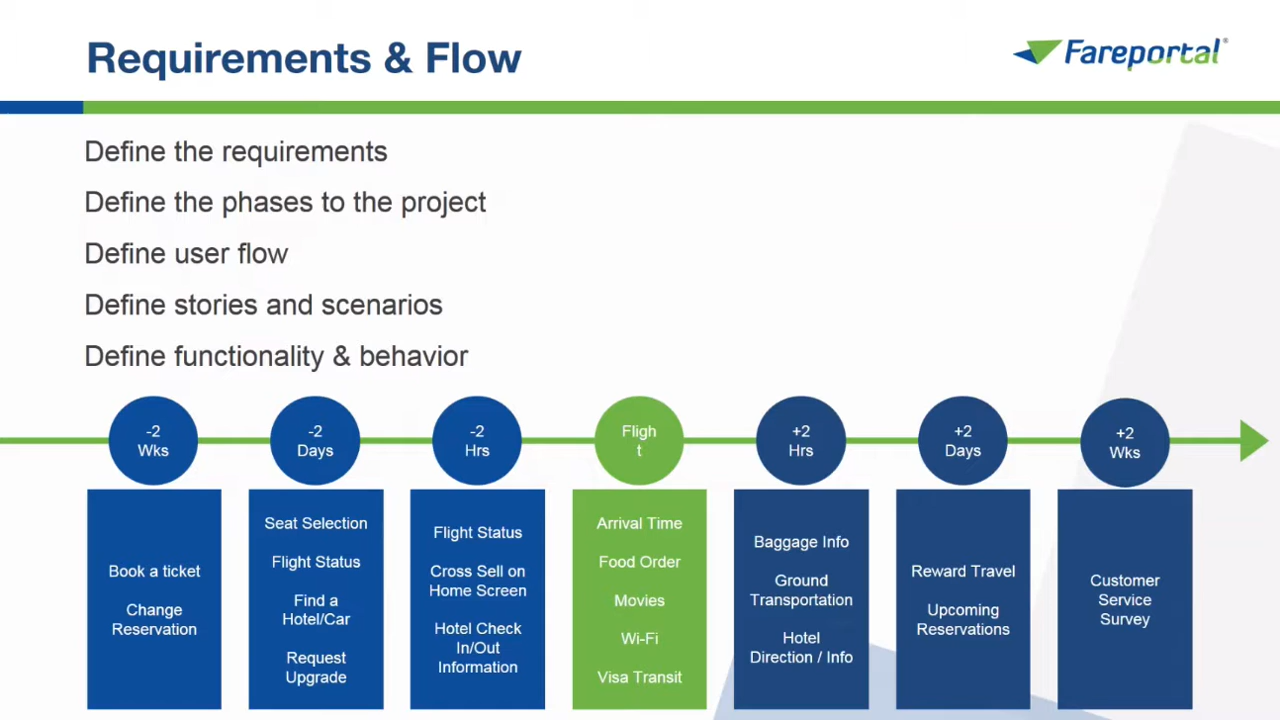 Requirements & Flow
Fareportal
Define the requirements
Define the phases to the project
Define user flow
Define stories and scenarios
Define functionality & behavior
-2
Wks
-2
Days
-2
Hrs
Fligh
t
+2
Hrs
+2
Days
+2
Wks
Book a ticket
Change
Reservation
Seat Selection
Flight Status
Find a
Hotel/Car
Request
Upgrade
Flight Status
Cross Sell on
Home Screen
Hotel Check
In/Out
Information
Arrival Time
Food Order
Movies
Wi-Fi
Visa Transit
Baggage Info
Ground
Transportation
Hotel
Direction / Info
Reward Travel
Upcoming
Reservations
Customer
Service
Survey